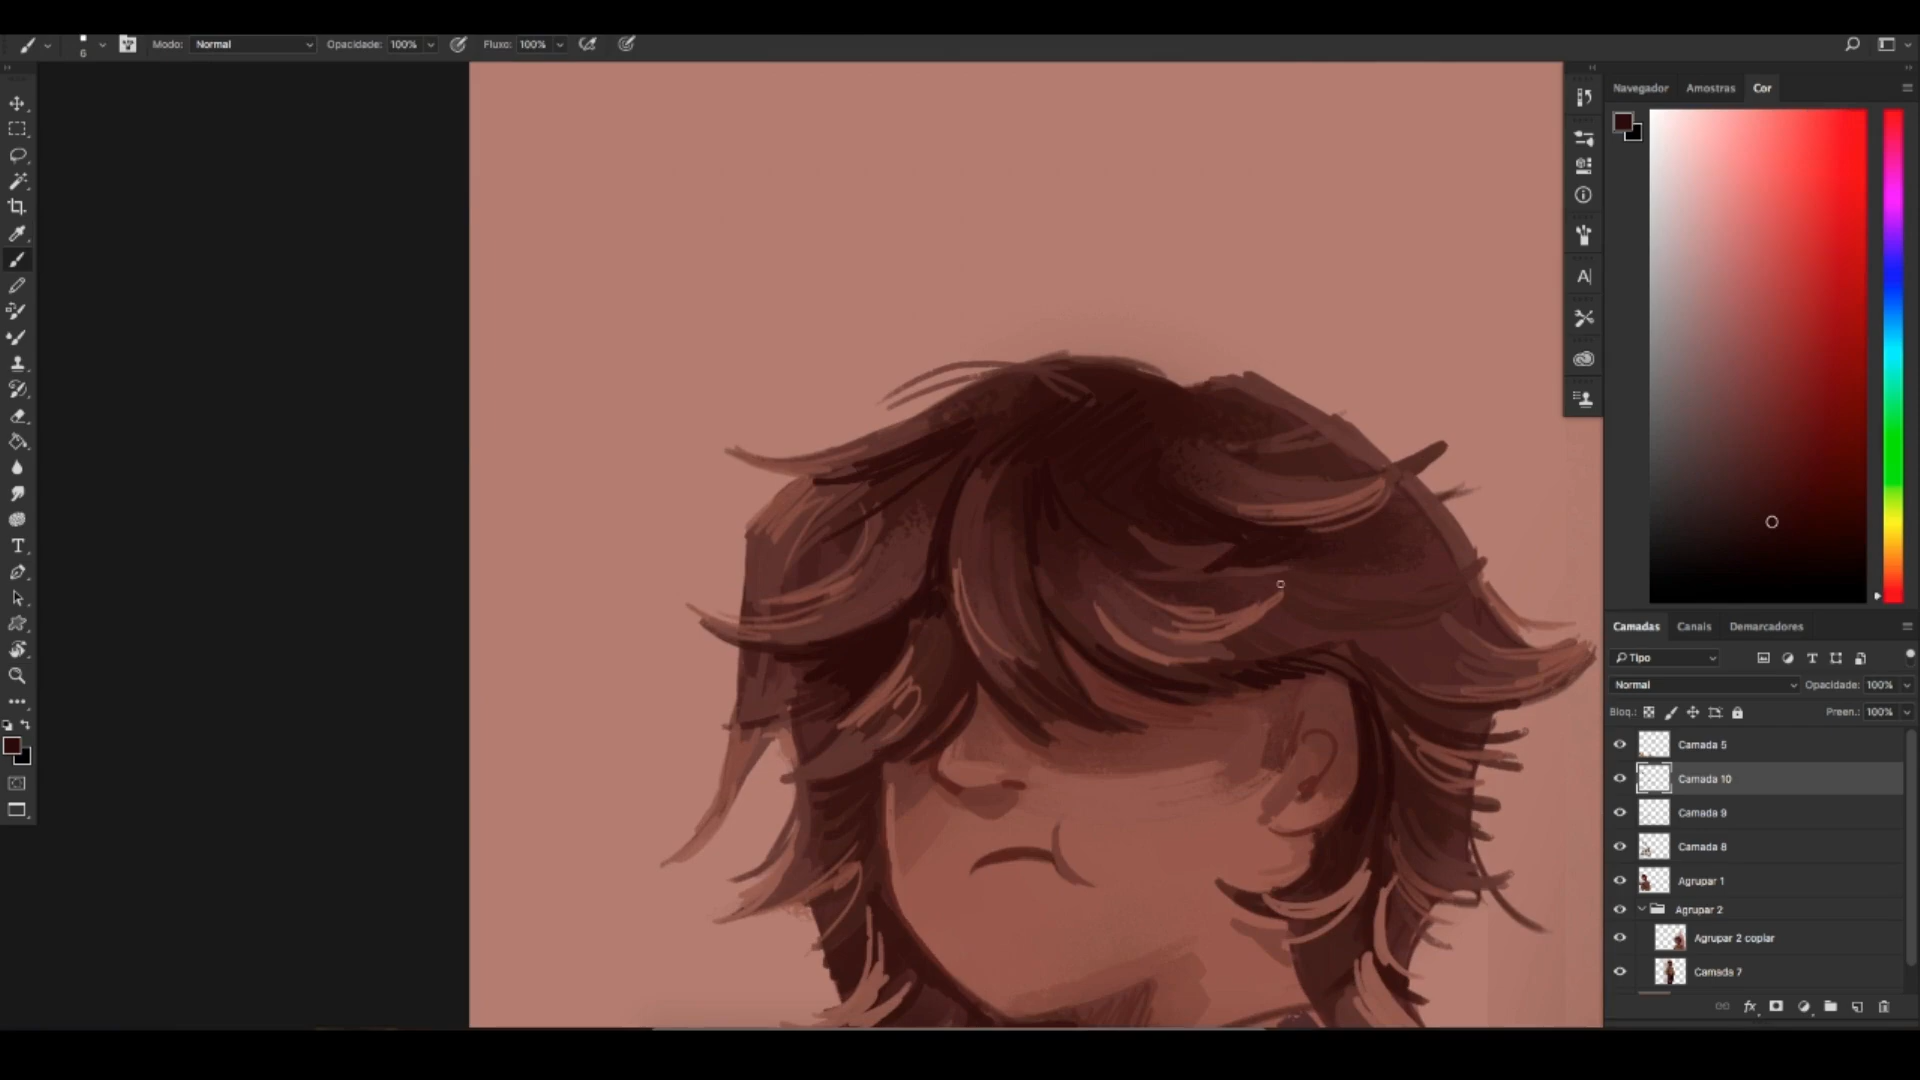 6
Modo: Normal Opacidade: 100% Fluxo: 100%
Navegador Amostras Cor
Camadas Canais Demarcadores
Tipo
Normal Opacidade: 100%
Bloq.: Preen.: 100%
Camada 5
Camada 10
Camada 9
Camada 8
Agrupar 1
Agrupar 2
Agrupar 2 copiar
Camada 7